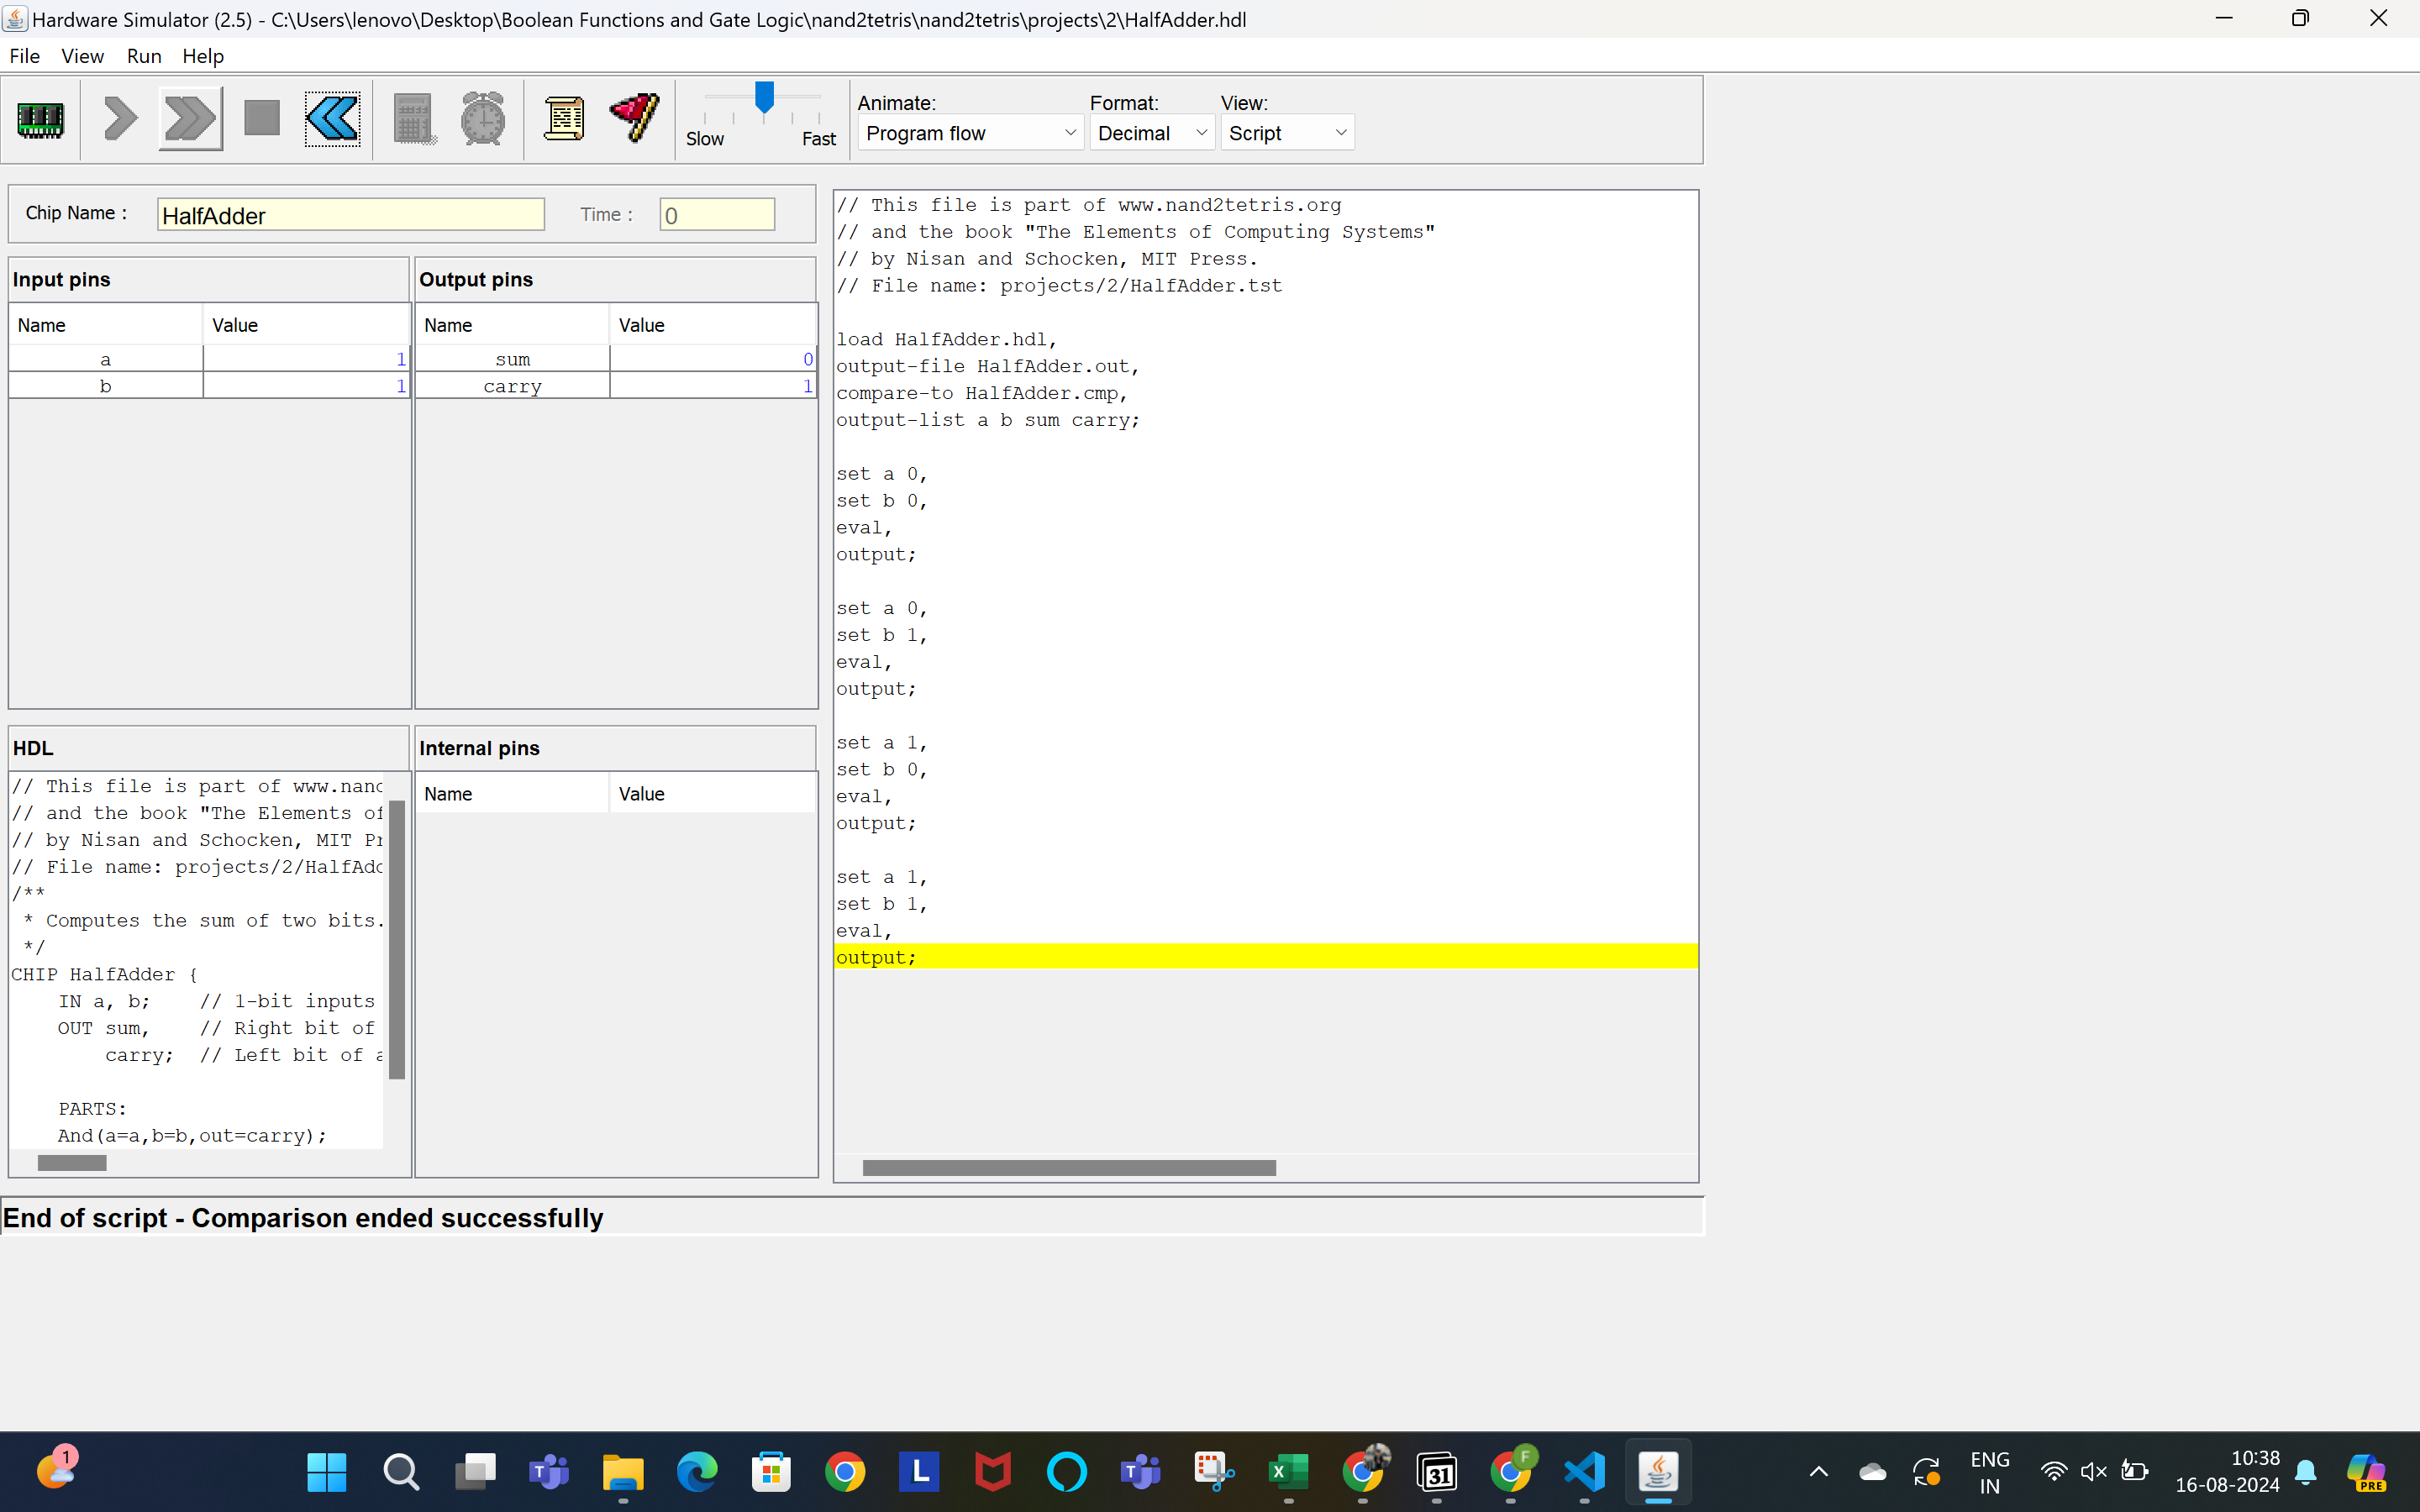 Hardware Simulator (2.5) - C:\Users\lenovo\Desktop\Boolean Functions and Gate Logic\nand2tetris\nand2tetris\projects\2\HalfAdder.hdl
File View Run Help
Slow Fast
Animate: Format: View:
Program flow Decimal Script
Chip Name : HalfAdder Time : 0
Input pins
Name Value
a 1
b 1
Output pins
Name Value
sum 0
carry 1
HDL
// This file is part of www.nand
// and the book "The Elements of
// by Nisan and Schocken, MIT Pr
// File name: projects/2/HalfAdd
/**
* Computes the sum of two bits.
*/
CHIP HalfAdder {
IN a, b; // 1-bit inputs
OUT sum, // Right bit of
carry; // Left bit of a
PARTS:
And(a=a,b=b,out=carry);
Internal pins
Name Value
// This file is part of www.nand2tetris.org
// and the book "The Elements of Computing Systems"
// by Nisan and Schocken, MIT Press.
// File name: projects/2/HalfAdder.tst
load HalfAdder.hdl,
output-file HalfAdder.out,
compare-to HalfAdder.cmp,
output-list a b sum carry;
set a 0,
set b 0,
eval,
output;
set a 0,
set b 1,
eval,
output;
set a 1,
set b 0,
eval,
output;
set a 1,
set b 1,
eval,
output;
End of script - Comparison ended successfully
1
T
L
T
X
31
F
ENG
IN
10:38
16-08-2024
PRE